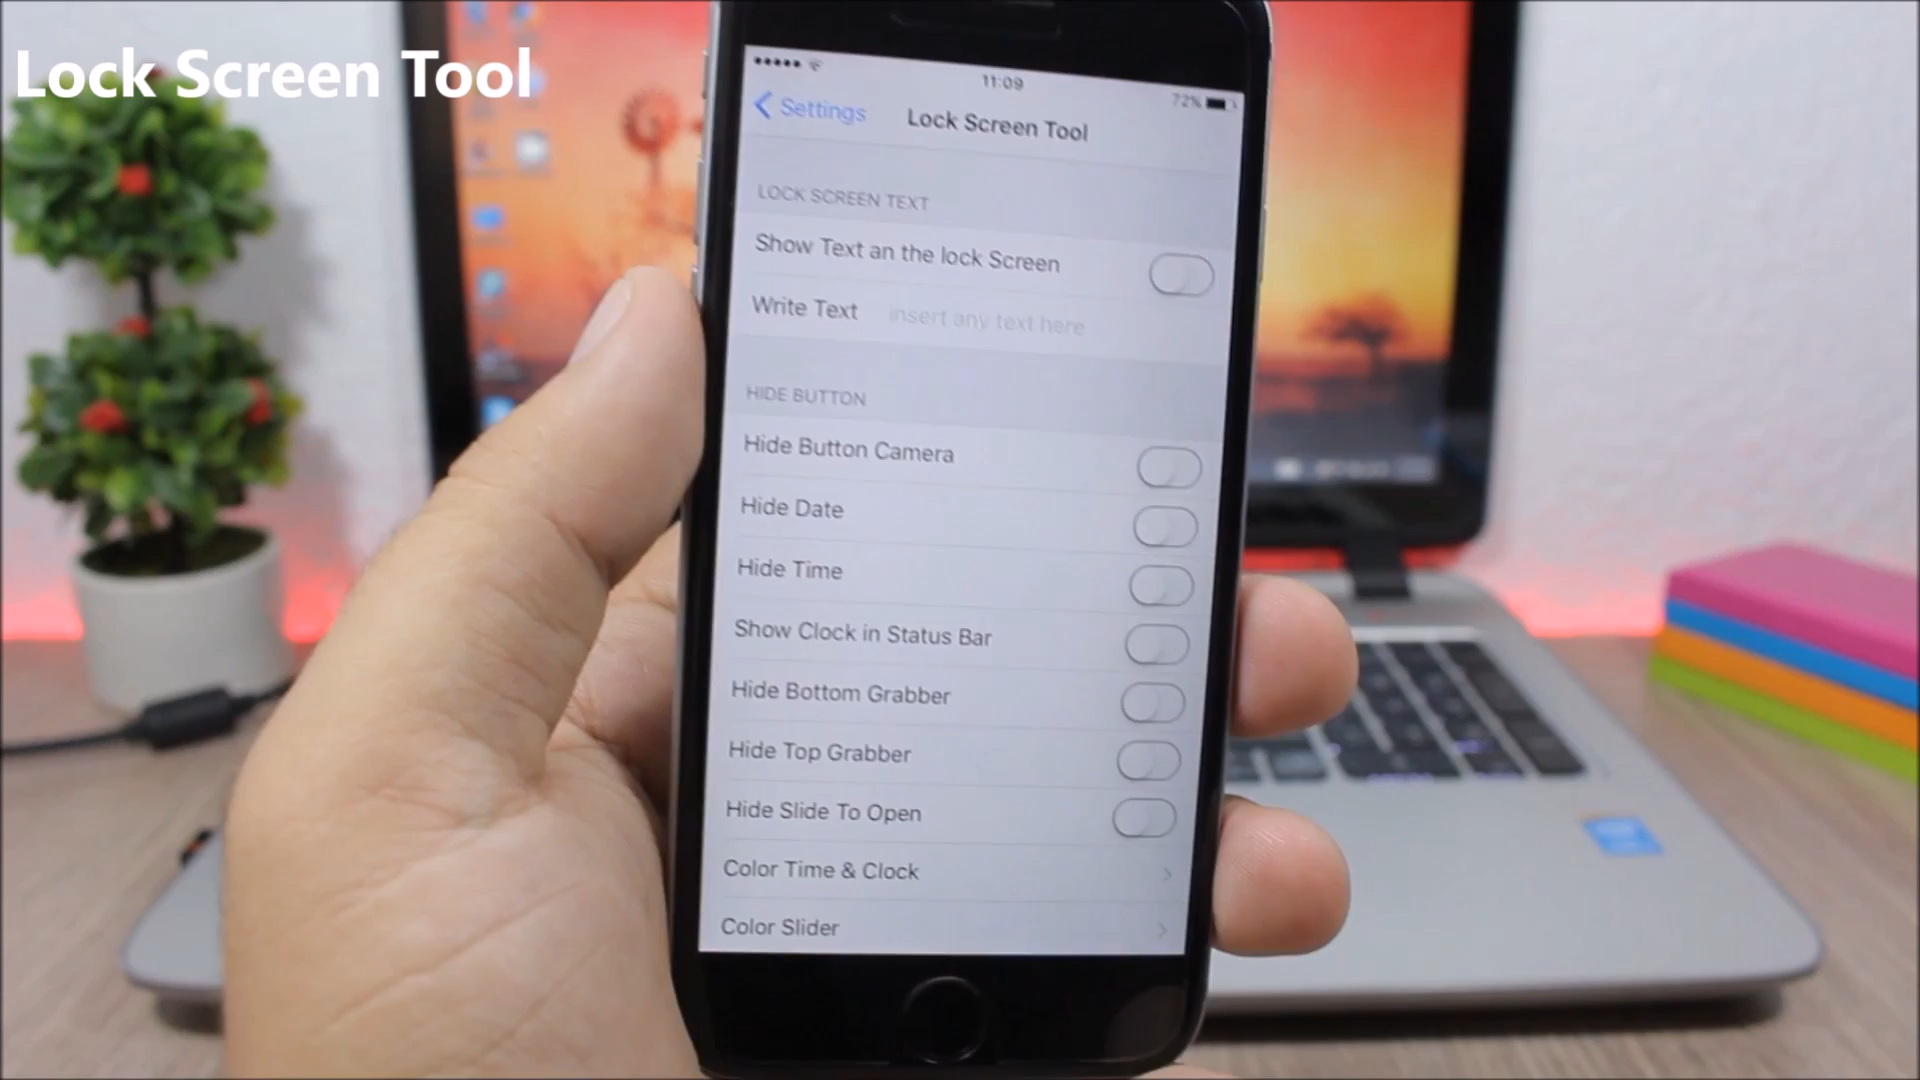 Lock Screen Tool
11:09
72%
Settings
Lock Screen Tool
LOCK SCREEN TEXT
Show Text an the lock Screen
Write Text insert any text here
HIDE BUTTON
Hide Button Camera
Hide Date
Hide Time
Show Clock in Status Bar
Hide Bottom Grabber
Hide Top Grabber
Hide Slide To Open
Color Time & Clock
Color Slider